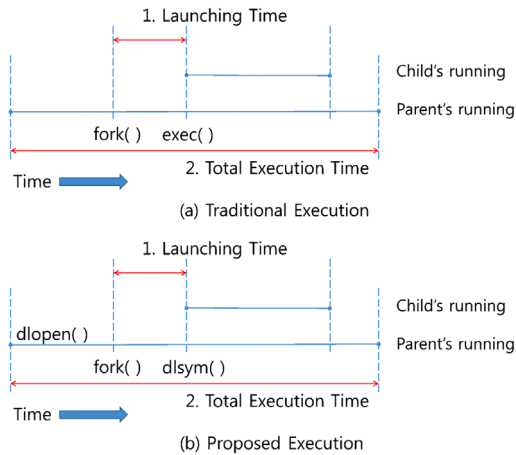 1. Launching Time
Child's running
Parent's running
fork( ) exec( )
2. Total Execution Time
Time
(a) Traditional Execution
1. Launching Time
Child's running
dlopen( )
Parent's running
fork( ) dlsym( )
2. Total Execution Time
Time
(b) Proposed Execution